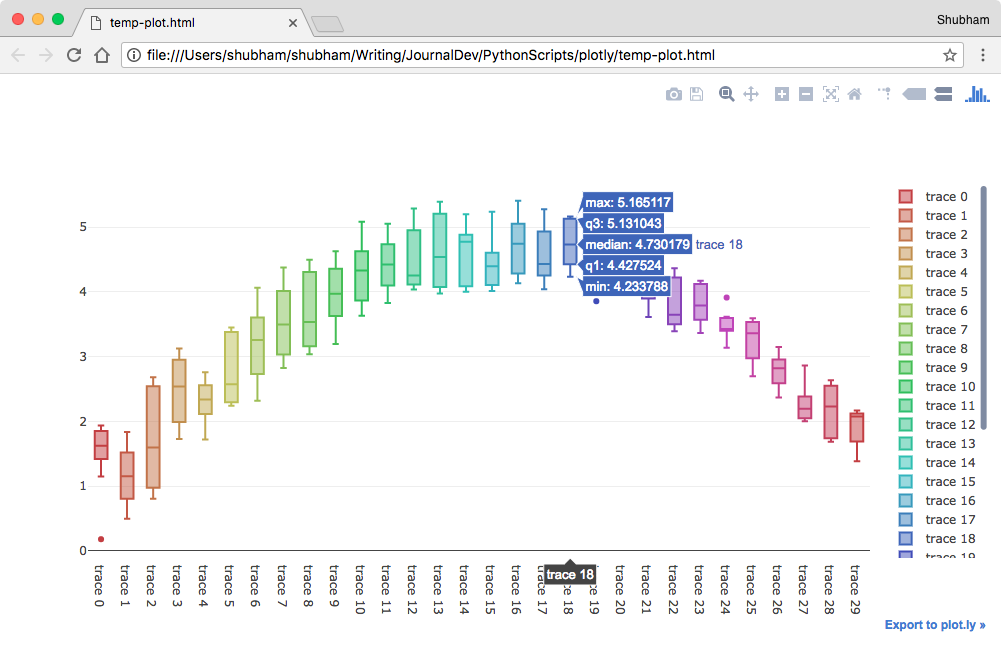 temp-plot.html
Shubham
file:///Users/shubham/shubham/Writing/JournalDev/PythonScripts/plotly/temp-plot.html
max: 5.165117
q3: 5.131043
median: 4.730179 trace 18
q1: 4.427524
min: 4.233788
5
4
3
2
1
0
trace 0
trace 1
trace 2
trace 3
trace 4
trace 5
trace 6
trace 7
trace 8
trace 9
trace 10
trace 11
trace 12
trace 13
trace 14
trace 15
trace 16
trace 17
trace 18
trace 18
trace 19
trace 20
trace 21
trace 22
trace 23
trace 24
trace 25
trace 26
trace 27
trace 28
trace 29
trace 0
trace 1
trace 2
trace 3
trace 4
trace 5
trace 6
trace 7
trace 8
trace 9
trace 10
trace 11
trace 12
trace 13
trace 14
trace 15
trace 16
trace 17
trace 18
trace 19
Export to plot.ly »